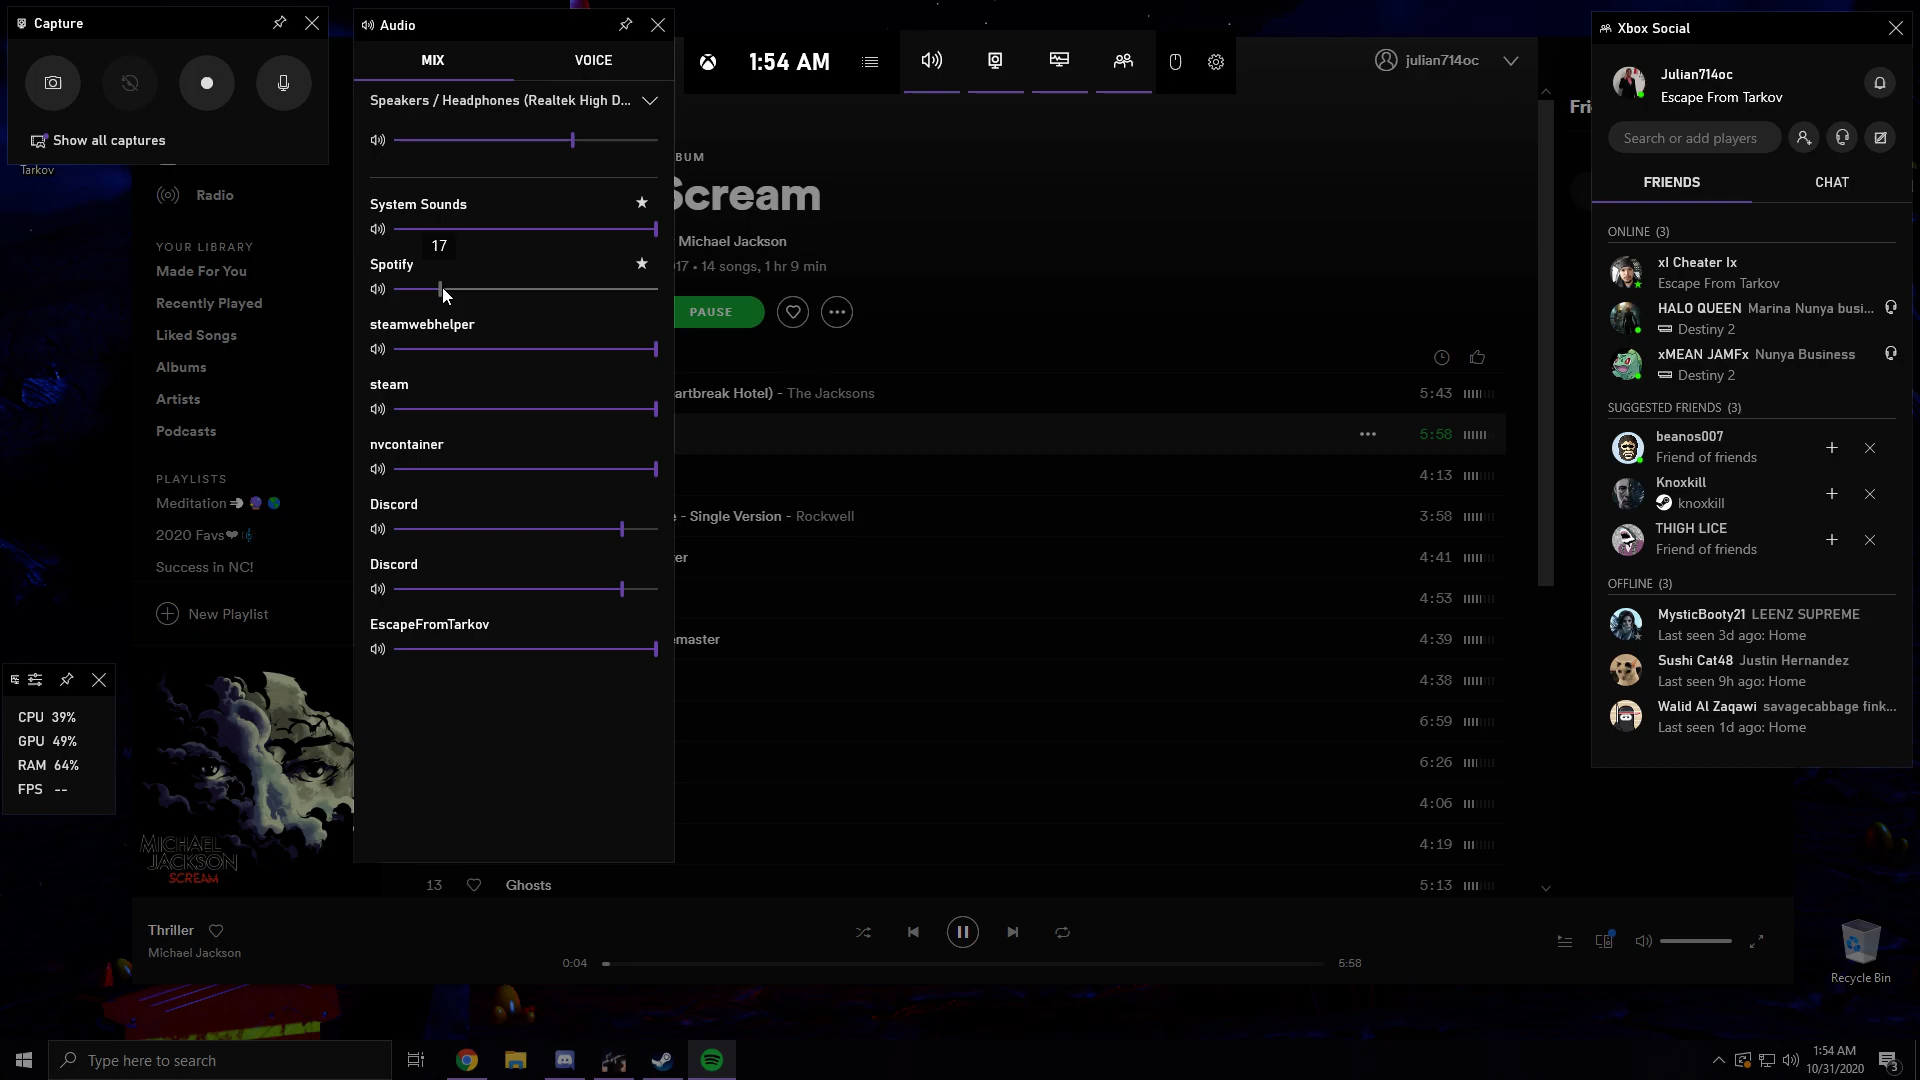 Capture
Show all captures
Tarkov
Audio
MIX
VOICE
Speakers / Headphones (Realtek High D...
System Sounds
17
Spotify
steamwebhelper
steam
nvcontainer
Discord
Discord
EscapeFromTarkov
1:54 AM
julian714oc
Fri
Xbox Social
Julian714oc
Escape From Tarkov
Search or add players
FRIENDS
CHAT
ONLINE (3)
xI Cheater Ix
Escape From Tarkov
HALO QUEEN Marina Nunya busi...
Destiny 2
xMEAN JAMFx Nunya Business
Destiny 2
SUGGESTED FRIENDS (3)
beanos007
Friend of friends
Knoxkill
knoxkill
THIGH LICE
Friend of friends
OFFLINE (3)
MysticBooty21 LEENZ SUPREME
Last seen 3d ago: Home
Sushi Cat48 Justin Hernandez
Last seen 9h ago: Home
Walid Al Zaqawi savagecabbage fink...
Last seen 1d ago: Home
Radio
YOUR LIBRARY
Made For You
Recently Played
Liked Songs
Albums
Artists
Podcasts
PLAYLISTS
Meditation
2020 Favs
Success in NC!
New Playlist
CPU 39%
GPU 49%
RAM 64%
FPS --
MICHAEL
JACKSON
SCREAM
BUM
Scream
Michael Jackson
17 • 14 songs, 1 hr 9 min
PAUSE
artbreak Hotel) - The Jacksons 5:43
5:58
4:13
e - Single Version - Rockwell 3:58
ter 4:41
4:53
emaster 4:39
4:38
6:59
6:26
4:06
4:19
13 Ghosts 5:13
Thriller
Michael Jackson
0:04
5:58
Recycle Bin
Type here to search
1:54 AM
10/31/2020
3